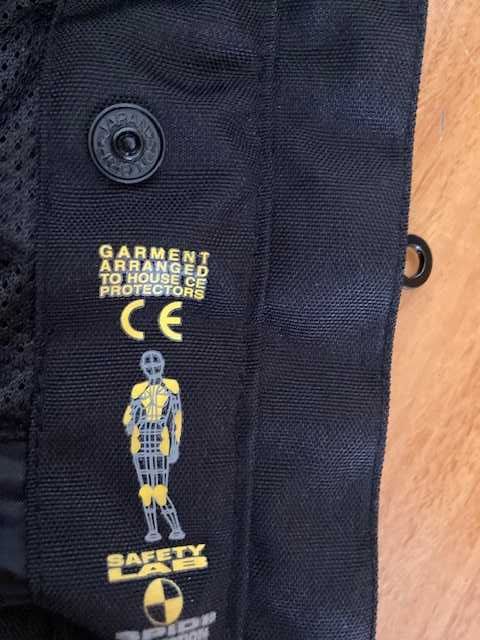 GARMENT
ARRANGED
TO HOUSE CE
PROTECTORS
CE
SAFETY
LAB